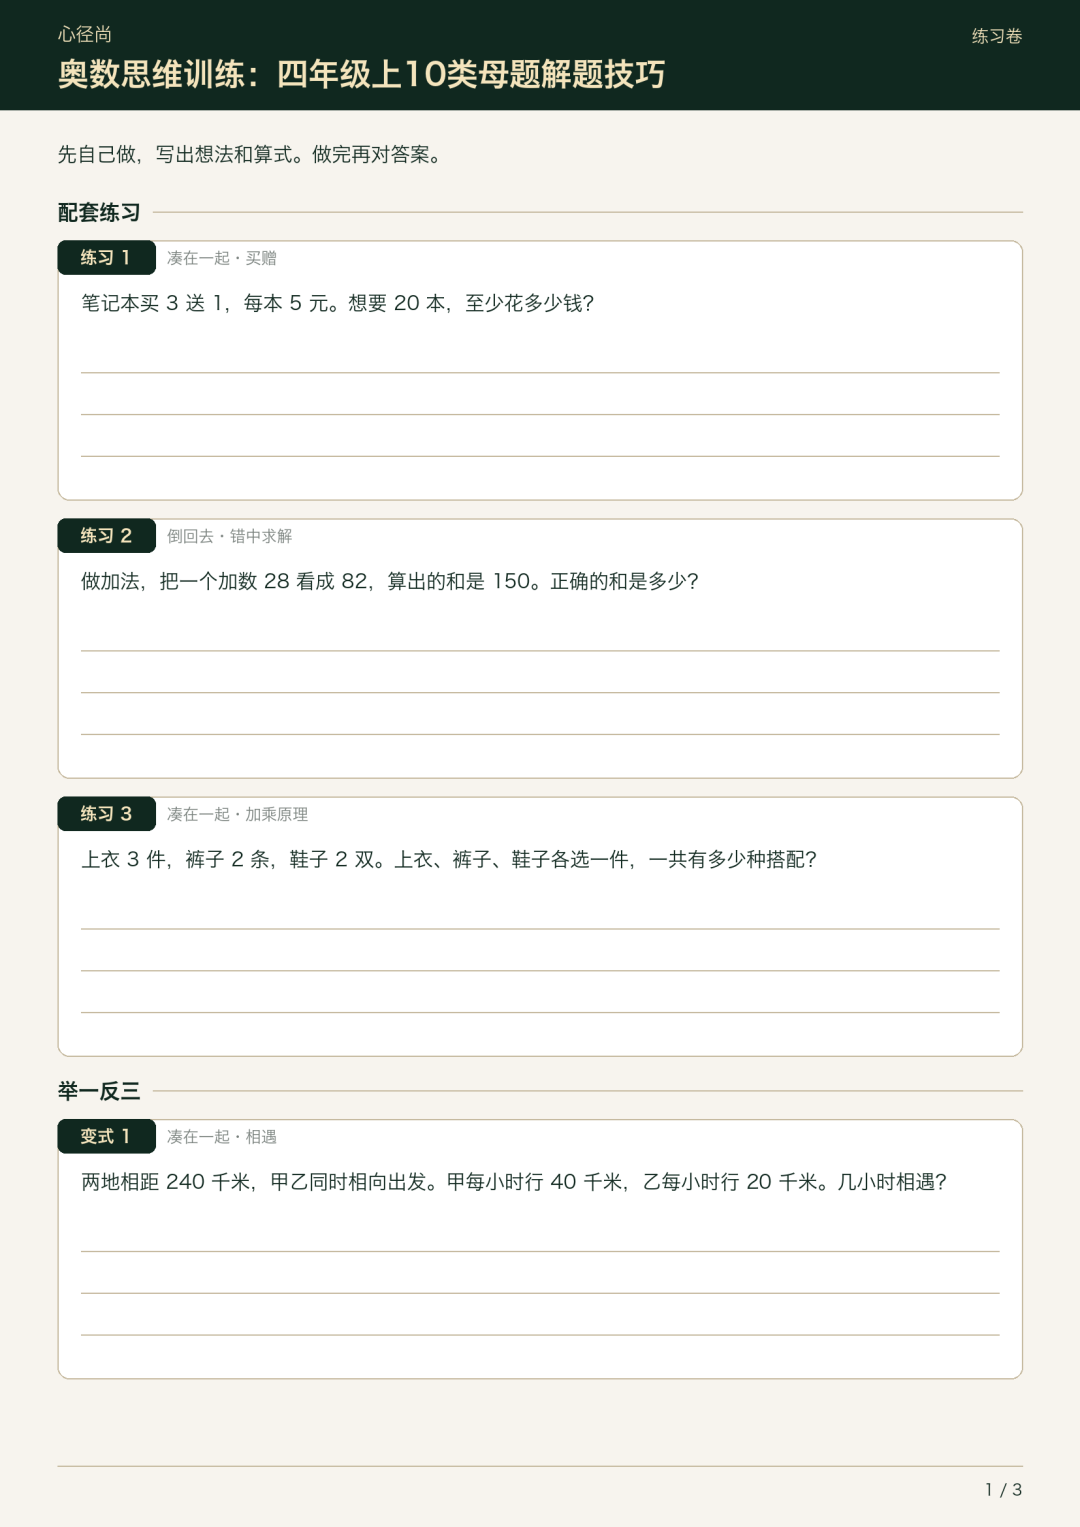 心径尚
练习卷
奥数思维训练：四年级上10类母题解题技巧
先自己做，写出想法和算式。做完再对答案。
配套练习
练习 1 凑在一起·买赠
笔记本买 3 送 1，每本 5 元。想要 20 本，至少花多少钱？
练习 2 倒回去·错中求解
做加法，把一个加数 28 看成 82，算出的和是 150。正确的和是多少？
练习 3 凑在一起·加乘原理
上衣 3 件，裤子 2 条，鞋子 2 双。上衣、裤子、鞋子各选一件，一共有多少种搭配？
举一反三
变式 1 凑在一起·相遇
两地相距 240 千米，甲乙同时相向出发。甲每小时行 40 千米，乙每小时行 20 千米。几小时相遇？
1 / 3